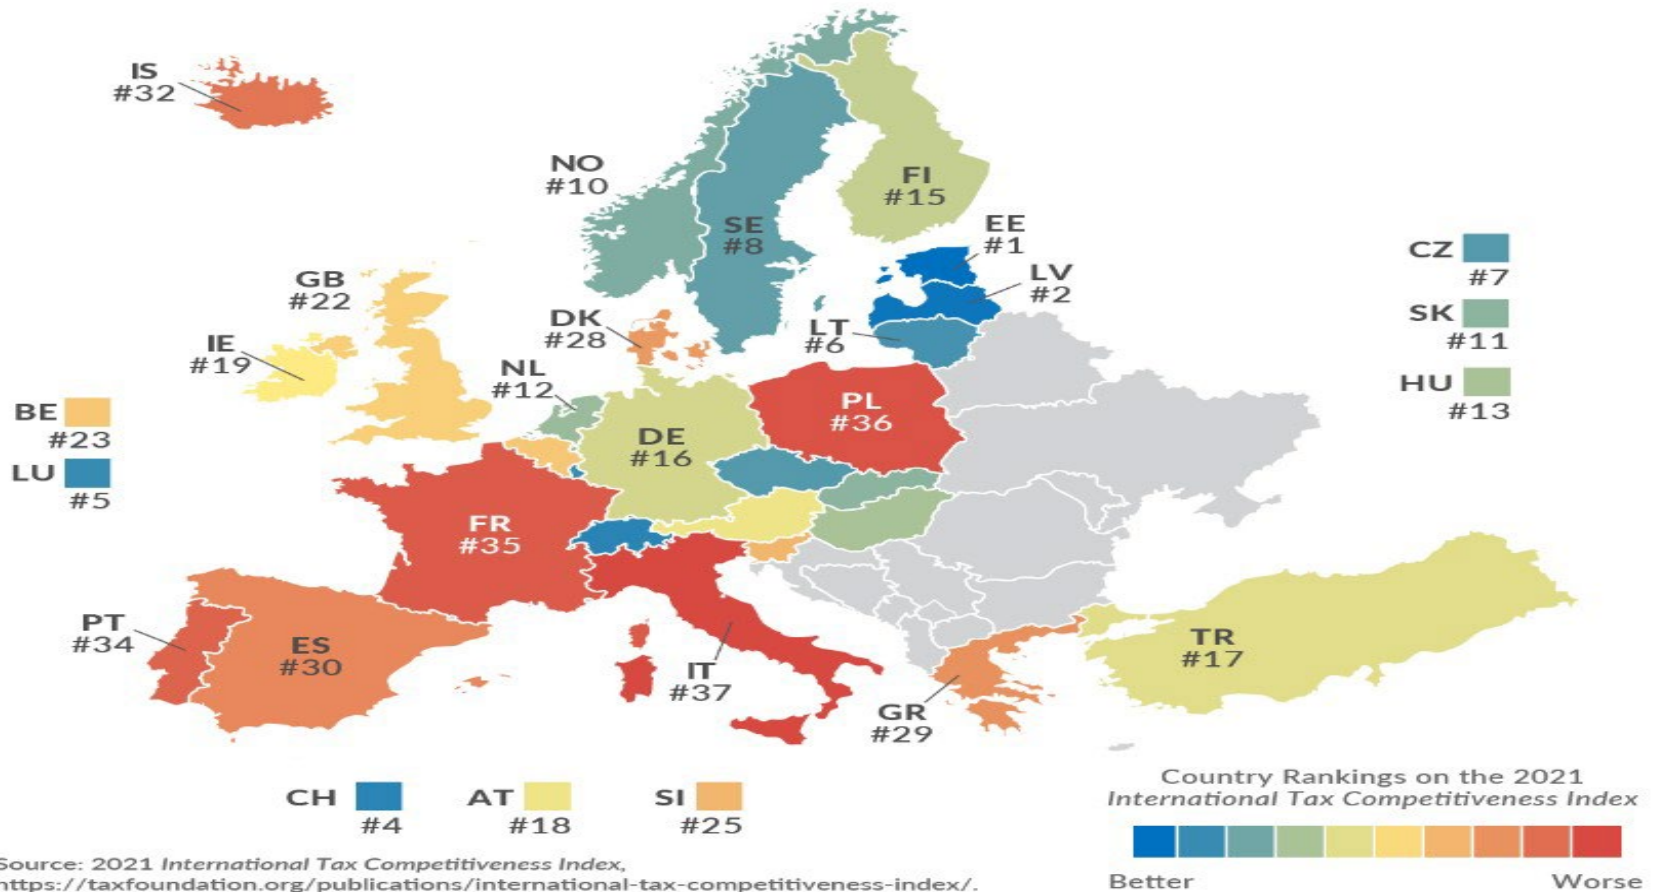 IS
#32
NO
#10
FI
#15
SE
#8
EE
#1
LV
#2
CZ
#7
GB
#22
DK
#28
LT
#6
SK
#11
IE
#19
NL
#12
HU
#13
BE
#23
PL
#36
DE
#16
LU
#5
FR
#35
PT
#34
ES
#30
IT
#37
GR
#29
TR
#17
CH
#4
AT
#18
SI
#25
Country Rankings on the 2021
International Tax Competitiveness Index
Better Worse
Source: 2021 International Tax Competitiveness Index,
https://taxfoundation.org/publications/international-tax-competitiveness-index/.